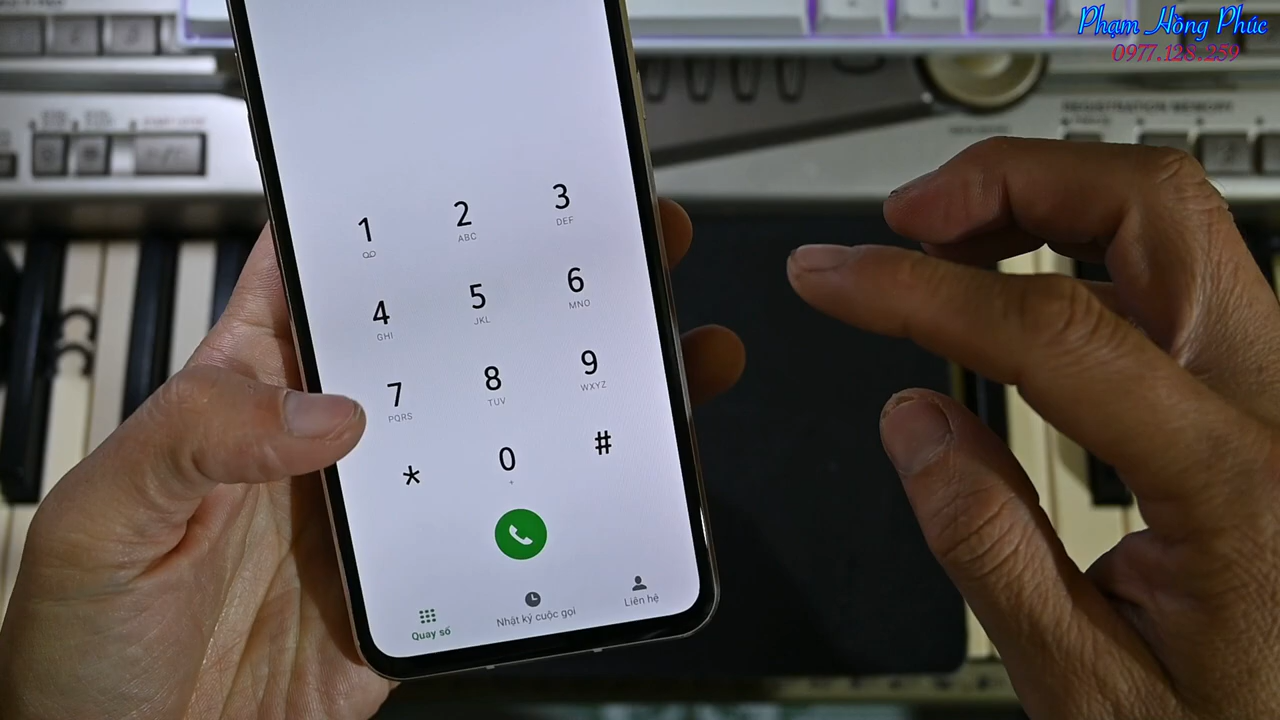 Phạm Hồng Phúc
0977.128.259
REGISTRATION MEMORY
1
2
ABC
3
DEF
4
GHI
5
JKL
6
MNO
7
PQRS
8
TUV
9
WXYZ
*
0
+
#
Quay số
Nhật ký cuộc gọi
Liên hệ